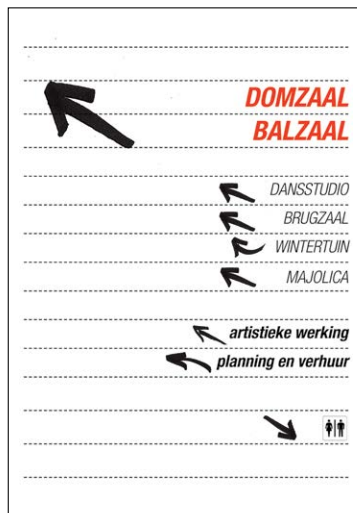 DOMZAAL
BALZAAL
DANSSTUDIO
BRUGZAAL
WINTERTUIN
MAJOLICA
artistieke werking
planning en verhuur